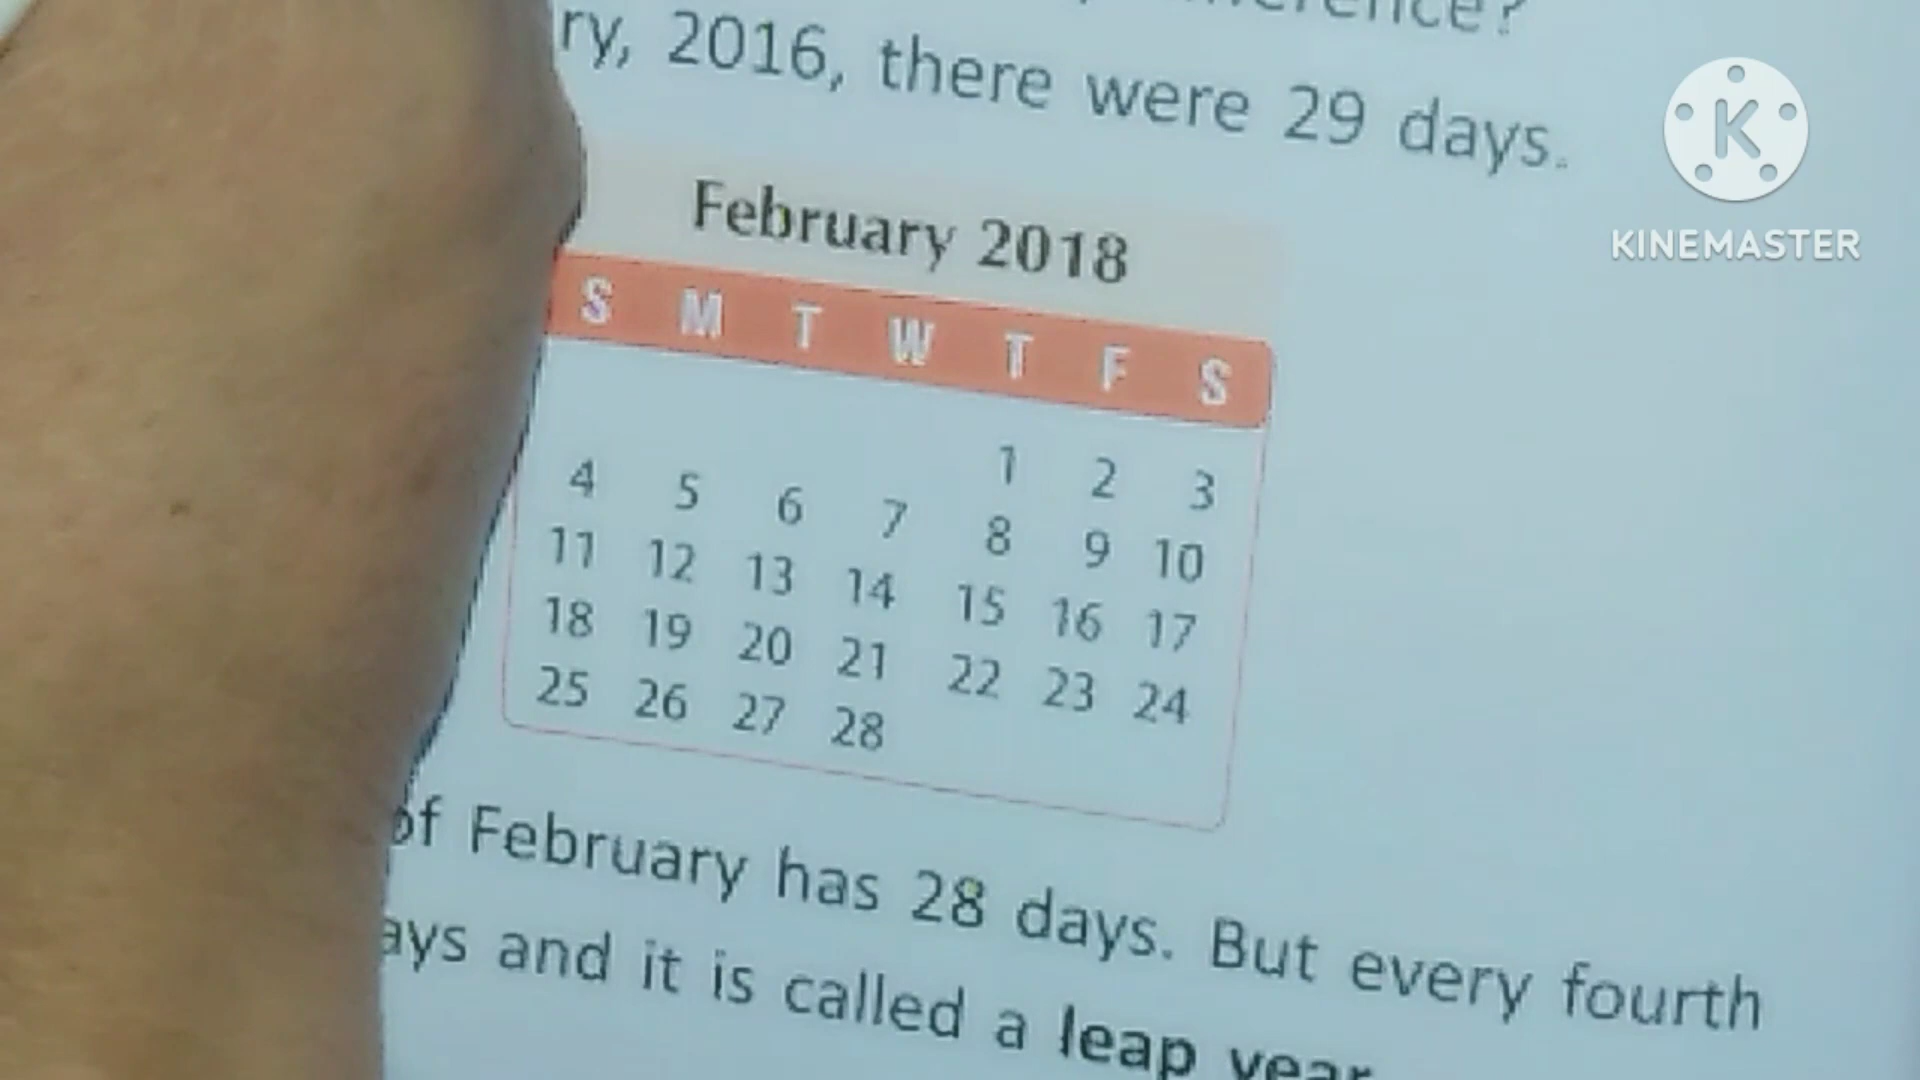 ry, 2016, there were 29 days.
K
KINEMASTER
February 2018
S M T W T F S
1 2 3
4 5 6 7 8 9 10
11 12 13 14 15 16 17
18 19 20 21 22 23 24
25 26 27 28
of February has 28 days. But every fourth
ays and it is called a leap year